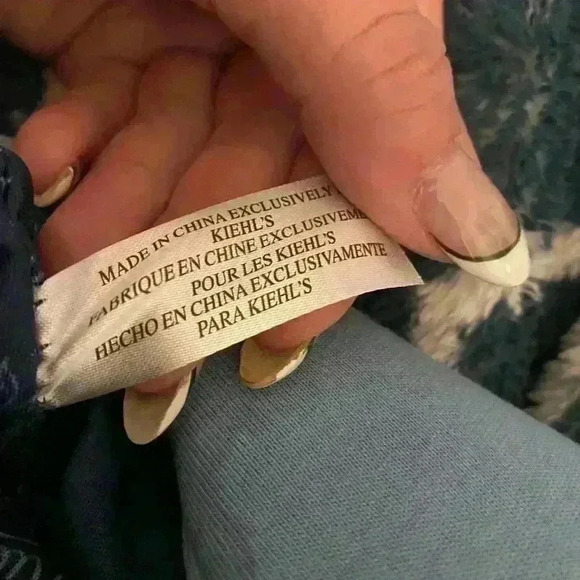 MADE IN CHINA EXCLUSIVELY
KIEHL'S
FABRIQUE EN CHINE EXCLUSIVEME
POUR LES KIEHL'S
HECHO EN CHINA EXCLUSIVAMENTE
PARA KIEHL'S